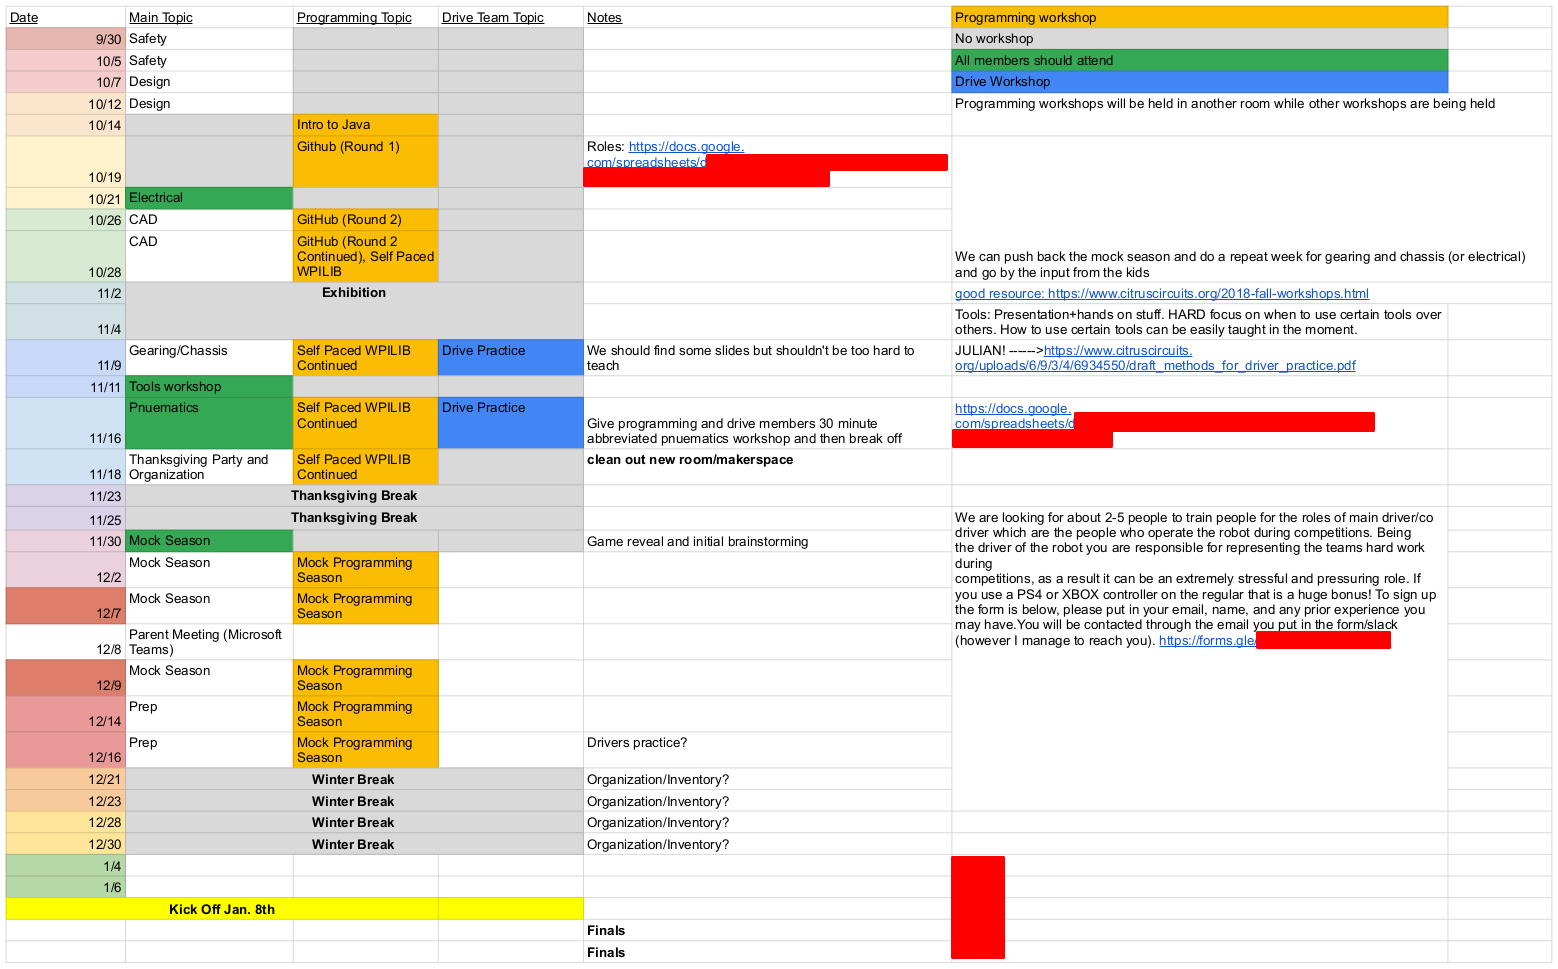 Date Main Topic Programming Topic Drive Team Topic Notes Programming workshop
9/30 Safety No workshop
10/5 Safety All members should attend
10/7 Design Drive Workshop
10/12 Design Programming workshops will be held in another room while other workshops are being held
10/14 Intro to Java
10/19 Github (Round 1) Roles: https://docs.google.
com/spreadsheets/d
10/21 Electrical
10/26 CAD GitHub (Round 2)
10/28 CAD GitHub (Round 2
Continued), Self Paced
WPILIB
We can push back the mock season and do a repeat week for gearing and chassis (or electrical)
and go by the input from the kids
11/2 Exhibition good resource: https://www.citruscircuits.org/2018-fall-workshops.html
11/4 Tools: Presentation+hands on stuff. HARD focus on when to use certain tools over
others. How to use certain tools can be easily taught in the moment.
11/9 Gearing/Chassis Self Paced WPILIB
Continued
Drive Practice
We should find some slides but shouldn't be too hard to
teach
JULIAN! ------>https://www.citruscircuits.
org/uploads/6/9/3/4/6934550/draft_methods_for_driver_practice.pdf
11/11 Tools workshop
11/16 Pnuematics Self Paced WPILIB
Continued
Drive Practice
Give programming and drive members 30 minute
abbreviated pnuematics workshop and then break off
https://docs.google.
com/spreadsheets/d
11/18 Thanksgiving Party and
Organization
Self Paced WPILIB
Continued
clean out new room/makerspace
11/23 Thanksgiving Break
11/25 Thanksgiving Break
We are looking for about 2-5 people to train people for the roles of main driver/co
driver which are the people who operate the robot during competitions. Being
the driver of the robot you are responsible for representing the teams hard work
during
competitions, as a result it can be an extremely stressful and pressuring role. If
you use a PS4 or XBOX controller on the regular that is a huge bonus! To sign up
the form is below, please put in your email, name, and any prior experience you
may have.You will be contacted through the email you put in the form/slack
(however I manage to reach you). https://forms.gle/
11/30 Mock Season Game reveal and initial brainstorming
12/2 Mock Season Mock Programming
Season
12/7 Mock Season Mock Programming
Season
12/8 Parent Meeting (Microsoft
Teams)
12/9 Mock Season Mock Programming
Season
12/14 Prep Mock Programming
Season
12/16 Prep Mock Programming
Season
Drivers practice?
12/21 Winter Break Organization/Inventory?
12/23 Winter Break Organization/Inventory?
12/28 Winter Break Organization/Inventory?
12/30 Winter Break Organization/Inventory?
1/4
1/6
Kick Off Jan. 8th
Finals
Finals